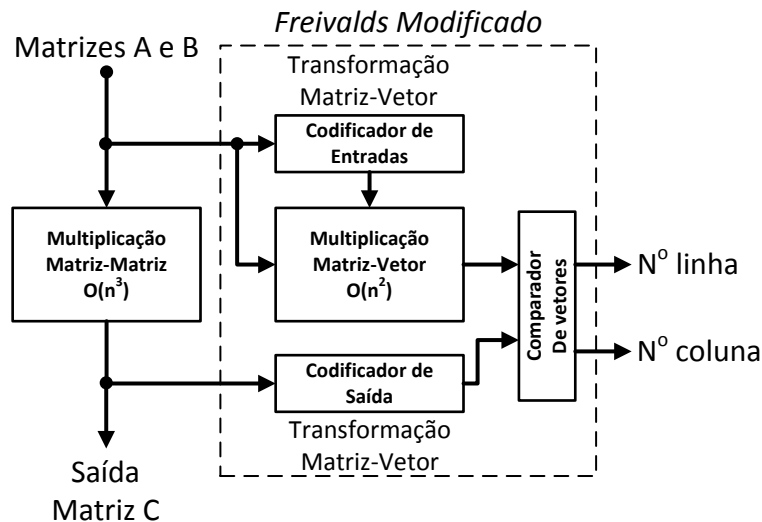 Freivalds Modificado
Matrizes A e B
Transformação
Matriz-Vetor
Codificador de
Entradas
Multiplicação
Matriz-Matriz
O(n³)
Multiplicação
Matriz-Vetor
O(n²)
Comparador
De vetores
Nº linha
Nº coluna
Codificador de
Saída
Transformação
Matriz-Vetor
Saída
Matriz C